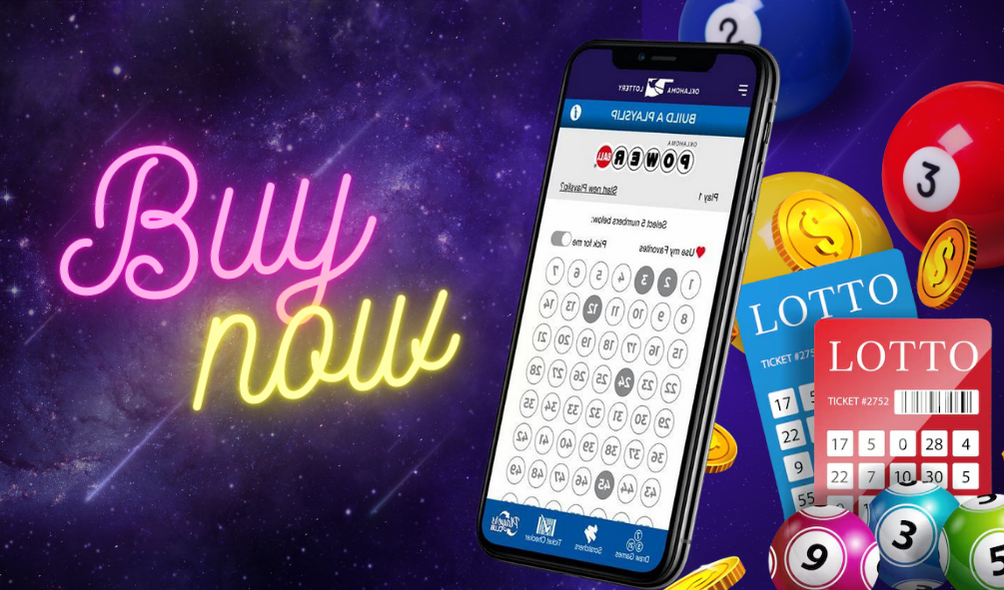 Buy
now
OKLAHOMA LOTTERY
BUILD A PLAYSLIP
i
OKLAHOMA
POWER
BALL
Play 1
Start new Playslip?
Select 5 numbers below:
Use my Favorites
Pick for me
1 2 3 4 5 6 7
8 9 10 11 12 13 14
15 16 17 18 19 20 21
22 23 24 25 26 27 28
29 30 31 32 33 34 35
36 37 38 39 40 41 42
43 44 45 46 47 48 49
Draw Games
Scratchers
Ticket Checker
Players
CLUB
2
3
LOTTO
TICKET #275
17 5
22
9
55
LOTTO
TICKET #2752
17 5 0 28 4
22 7 10 30 5
9
3
5